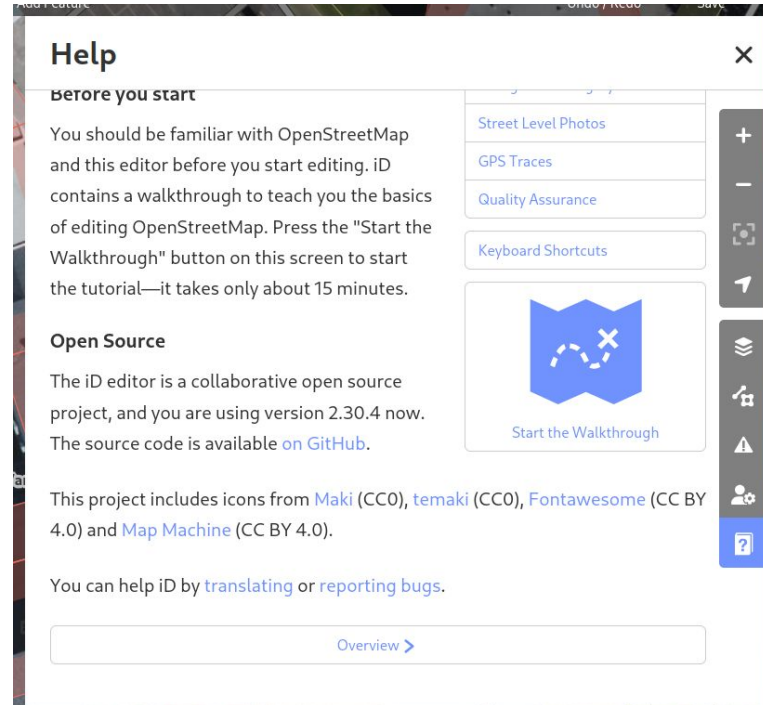 Add Feature
Undo / Redo
Save
Help
Before you start
You should be familiar with OpenStreetMap
and this editor before you start editing. iD
contains a walkthrough to teach you the basics
of editing OpenStreetMap. Press the "Start the
Walkthrough" button on this screen to start
the tutorial—it takes only about 15 minutes.
Open Source
The iD editor is a collaborative open source
project, and you are using version 2.30.4 now.
The source code is available on GitHub.
This project includes icons from Maki (CC0), temaki (CC0), Fontawesome (CC BY
4.0) and Map Machine (CC BY 4.0).
You can help iD by translating or reporting bugs.
Overview
Street Level Photos
GPS Traces
Quality Assurance
Keyboard Shortcuts
Start the Walkthrough